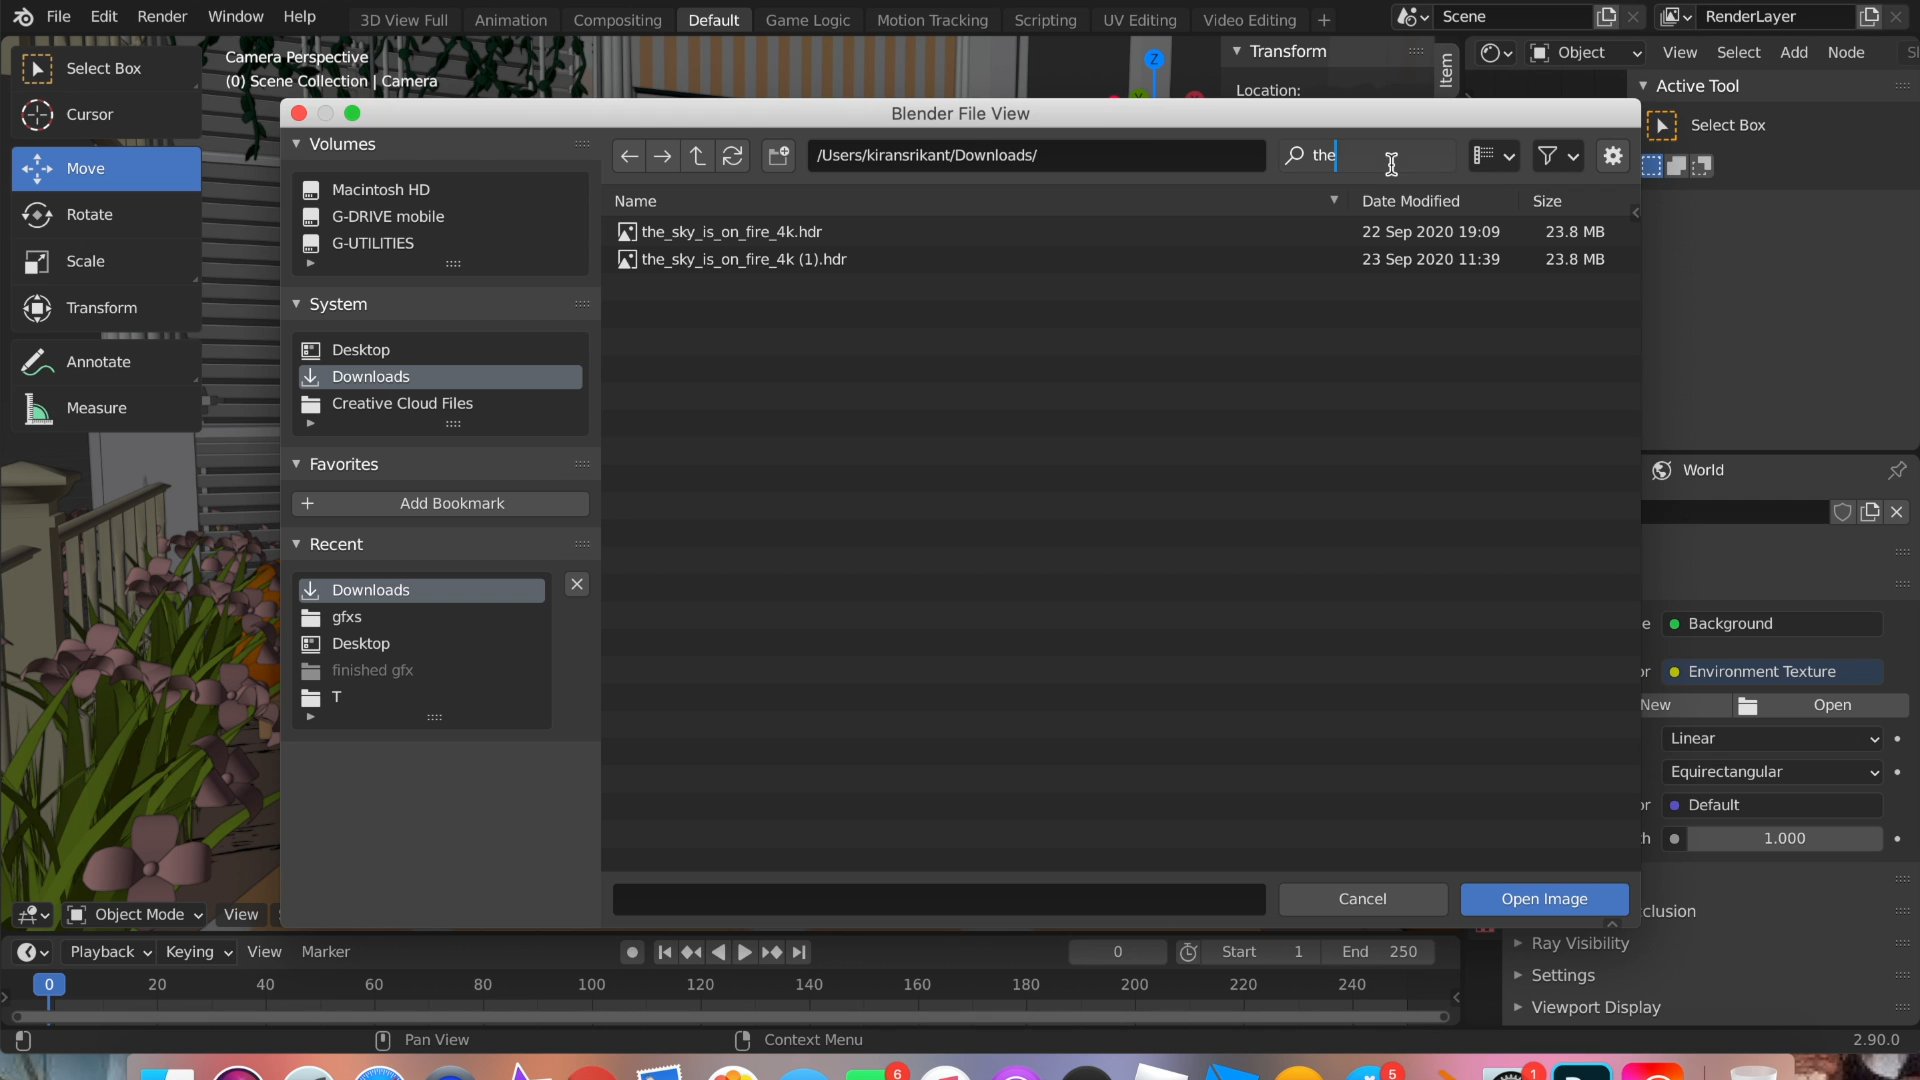 File Edit Render Window Help 3D View Full Animation Compositing Default Game Logic Motion Tracking Scripting UV Editing Video Editing + Scene RenderLayer
Select Box
Cursor
Move
Rotate
Scale
Transform
Annotate
Measure
Camera Perspective
(0) Scene Collection | Camera
Z
Transform
Location:
Item
Object View Select Add Node
Active Tool
Select Box
Blender File View
Volumes
Macintosh HD
G-DRIVE mobile
G-UTILITIES
System
Desktop
Downloads
Creative Cloud Files
Favorites
+ Add Bookmark
Recent
Downloads
gfxs
Desktop
finished gfx
T
/Users/kiransrikant/Downloads/ the
Name Date Modified Size
the_sky_is_on_fire_4k.hdr 22 Sep 2020 19:09 23.8 MB
the_sky_is_on_fire_4k (1).hdr 23 Sep 2020 11:39 23.8 MB
Cancel Open Image
World
e Background
or Environment Texture
New Open
Linear
Equirectangular
or Default
h 1.000
clusion
Ray Visibility
Settings
Viewport Display
Object Mode View
Playback Keying View Marker 0 Start 1 End 250
0 20 40 60 80 100 120 140 160 180 200 220 240
Pan View Context Menu 2.90.0
6 5 1